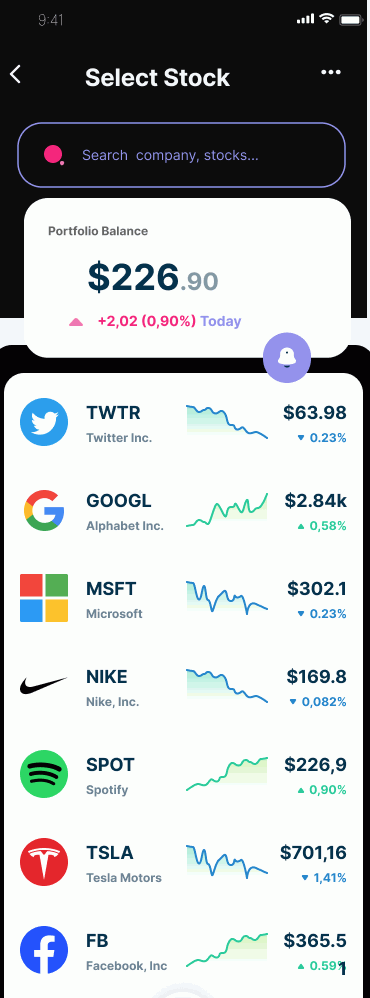 9:41
Select Stock
Search company, stocks...
Portfolio Balance
$226.90
+2,02 (0,90%) Today
TWTR $63.98
Twitter Inc. 0.23%
GOOGL $2.84k
Alphabet Inc. 0,58%
MSFT $302.1
Microsoft 0.23%
NIKE $169.8
Nike, Inc. 0,082%
SPOT $226,9
Spotify 0,90%
TSLA $701,16
Tesla Motors 1,41%
FB $365.5
Facebook, Inc 0.59%
1